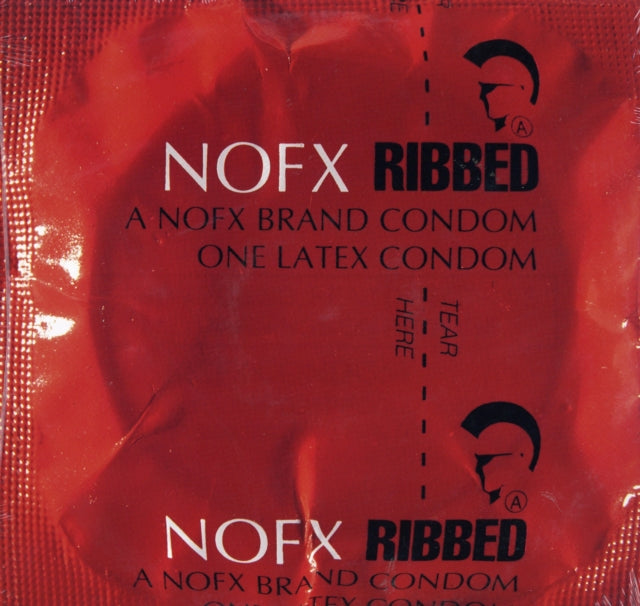 NOFX RIBBED
A NOFX BRAND CONDOM
ONE LATEX CONDOM
TEAR
HERE
NOFX RIBBED
A NOFX BRAND CONDOM